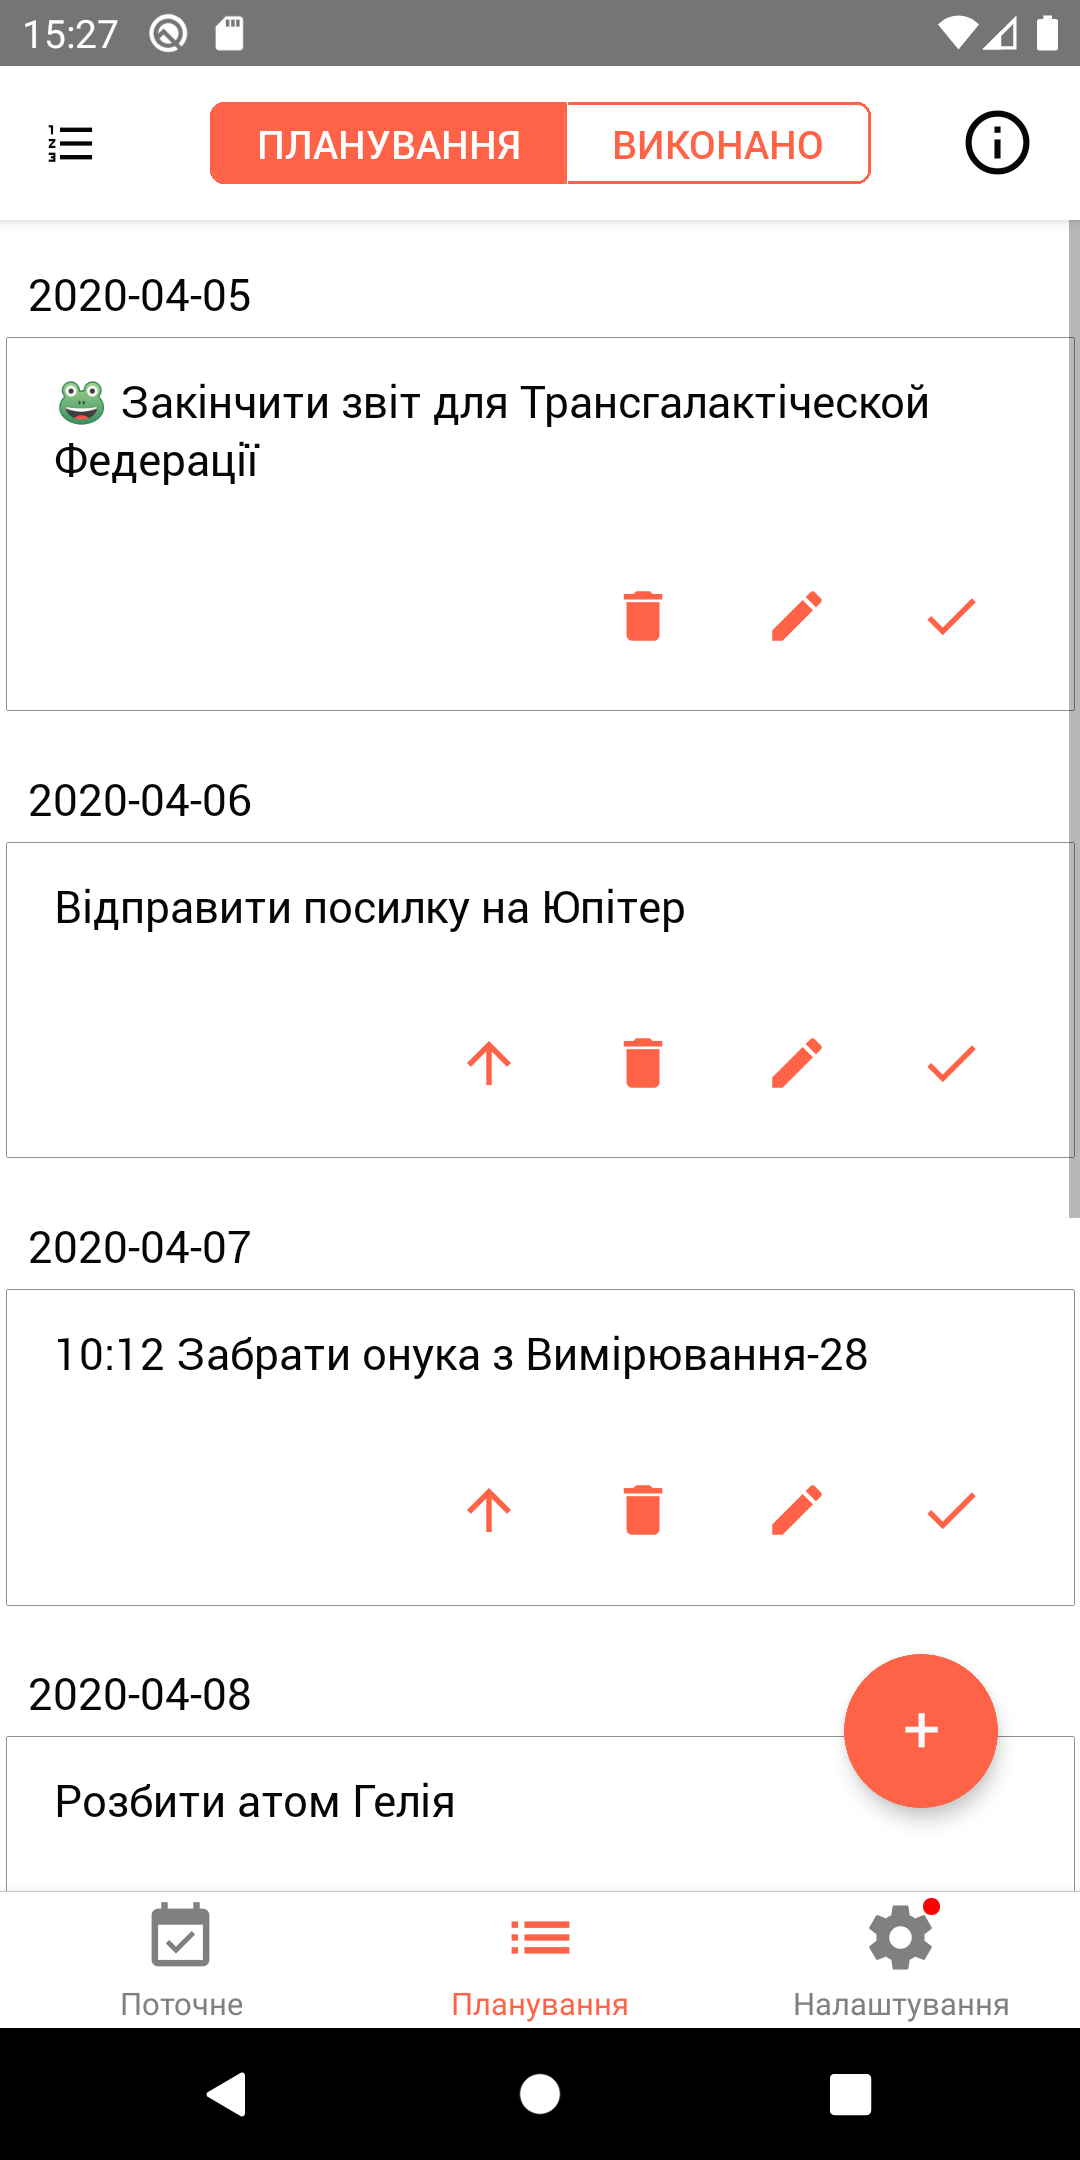 15:27
ПЛАНУВАННЯ
ВИКОНАНО
2020-04-05
🐸 Закінчити звіт для Трансгалактіческой
Федерації
2020-04-06
Відправити посилку на Юпітер
2020-04-07
10:12 Забрати онука з Вимірювання-28
2020-04-08
Розбити атом Гелія
Поточне
Планування
Налаштування